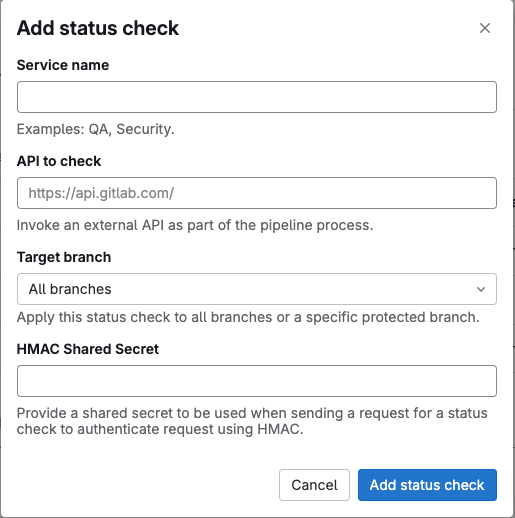 Add status check
Service name
Examples: QA, Security.
API to check
https://api.gitlab.com/
Invoke an external API as part of the pipeline process.
Target branch
All branches
Apply this status check to all branches or a specific protected branch.
HMAC Shared Secret
Provide a shared secret to be used when sending a request for a status
check to authenticate request using HMAC.
Cancel
Add status check